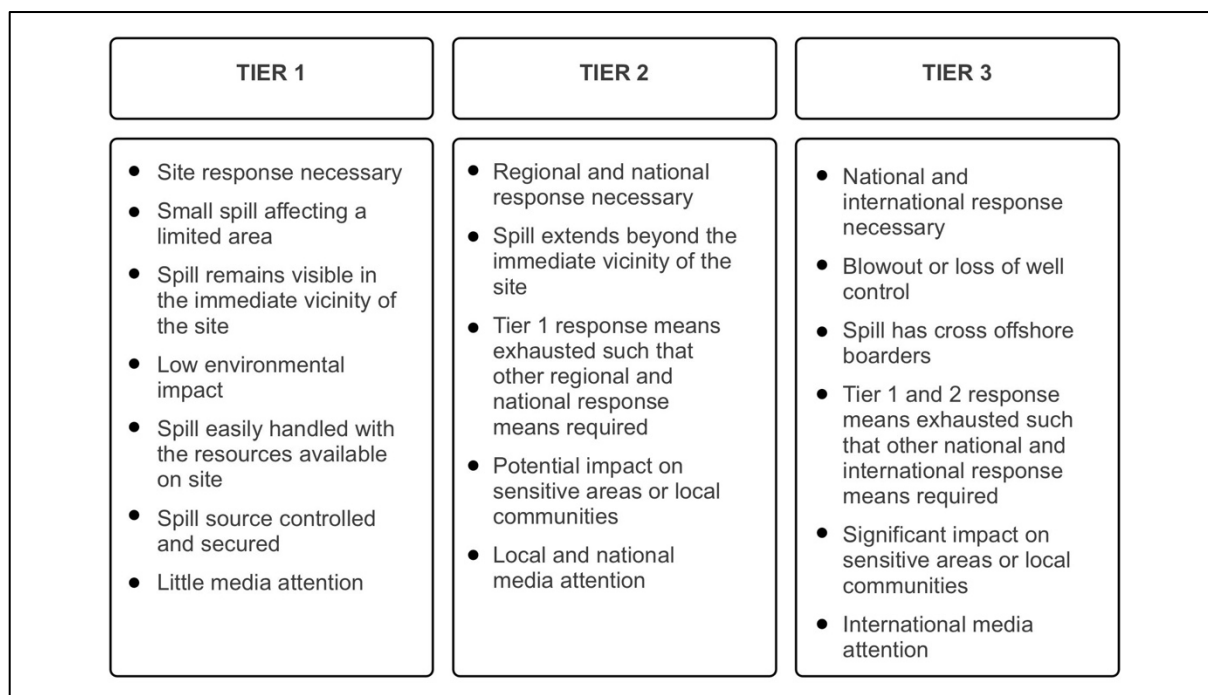 TIER 1
● Site response necessary
● Small spill affecting a
limited area
● Spill remains visible in
the immediate vicinity of
the site
● Low environmental
impact
● Spill easily handled with
the resources available
on site
● Spill source controlled
and secured
● Little media attention
TIER 2
● Regional and national
response necessary
● Spill extends beyond the
immediate vicinity of the
site
● Tier 1 response means
exhausted such that
other regional and
national response
means required
● Potential impact on
sensitive areas or local
communities
● Local and national
media attention
TIER 3
● National and
international response
necessary
● Blowout or loss of well
control
● Spill has cross offshore
boarders
● Tier 1 and 2 response
means exhausted such
that other national and
international response
means required
● Significant impact on
sensitive areas or local
communities
● International media
attention